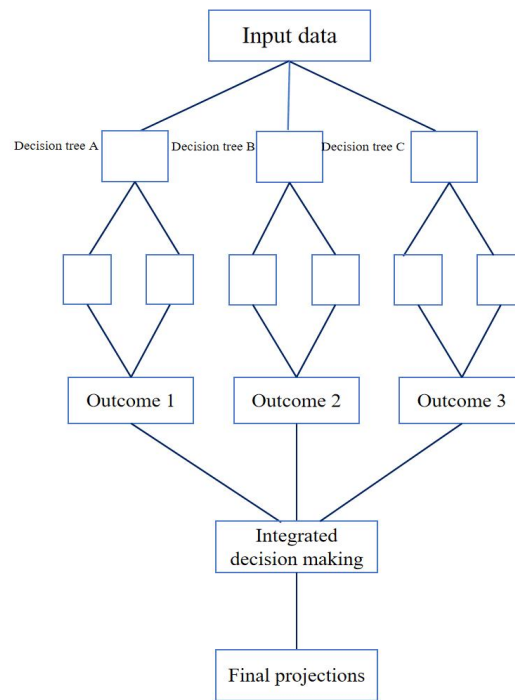 Input data
Decision tree A
Decision tree B
Decision tree C
Outcome 1
Outcome 2
Outcome 3
Integrated
decision making
Final projections